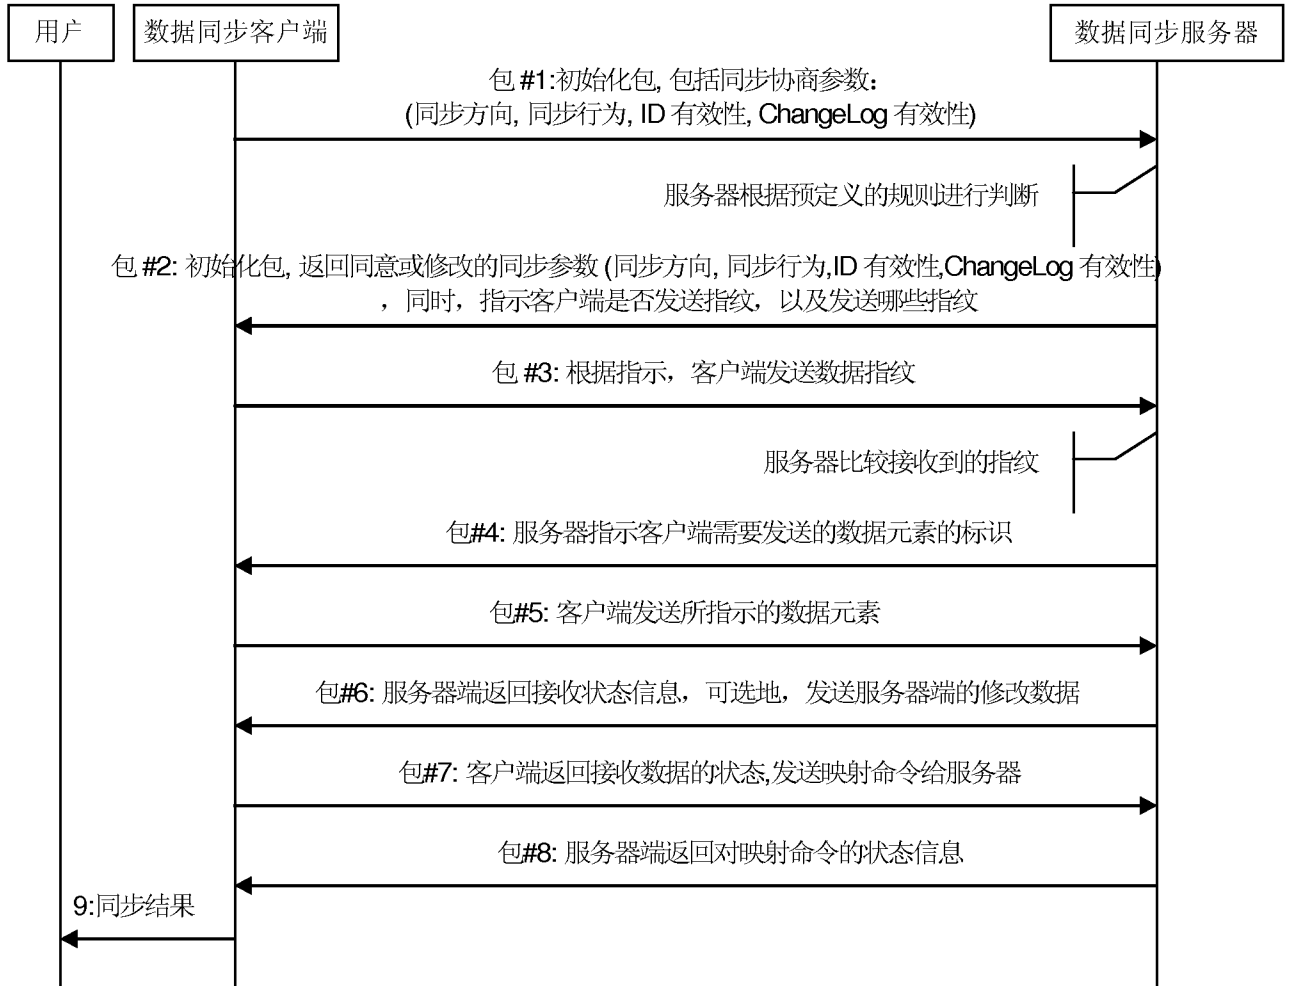 用户
数据同步客户端
数据同步服务器
包 #1:初始化包, 包括同步协商参数:
(同步方向, 同步行为, ID 有效性, ChangeLog 有效性)
服务器根据预定义的规则进行判断
包 #2: 初始化包, 返回同意或修改的同步参数 (同步方向, 同步行为,ID 有效性,ChangeLog 有效性)
，同时，指示客户端是否发送指纹，以及发送哪些指纹
包 #3: 根据指示，客户端发送数据指纹
服务器比较接收到的指纹
包#4: 服务器指示客户端需要发送的数据元素的标识
包#5: 客户端发送所指示的数据元素
包#6: 服务器端返回接收状态信息，可选地，发送服务器端的修改数据
包#7: 客户端返回接收数据的状态,发送映射命令给服务器
包#8: 服务器端返回对映射命令的状态信息
9:同步结果